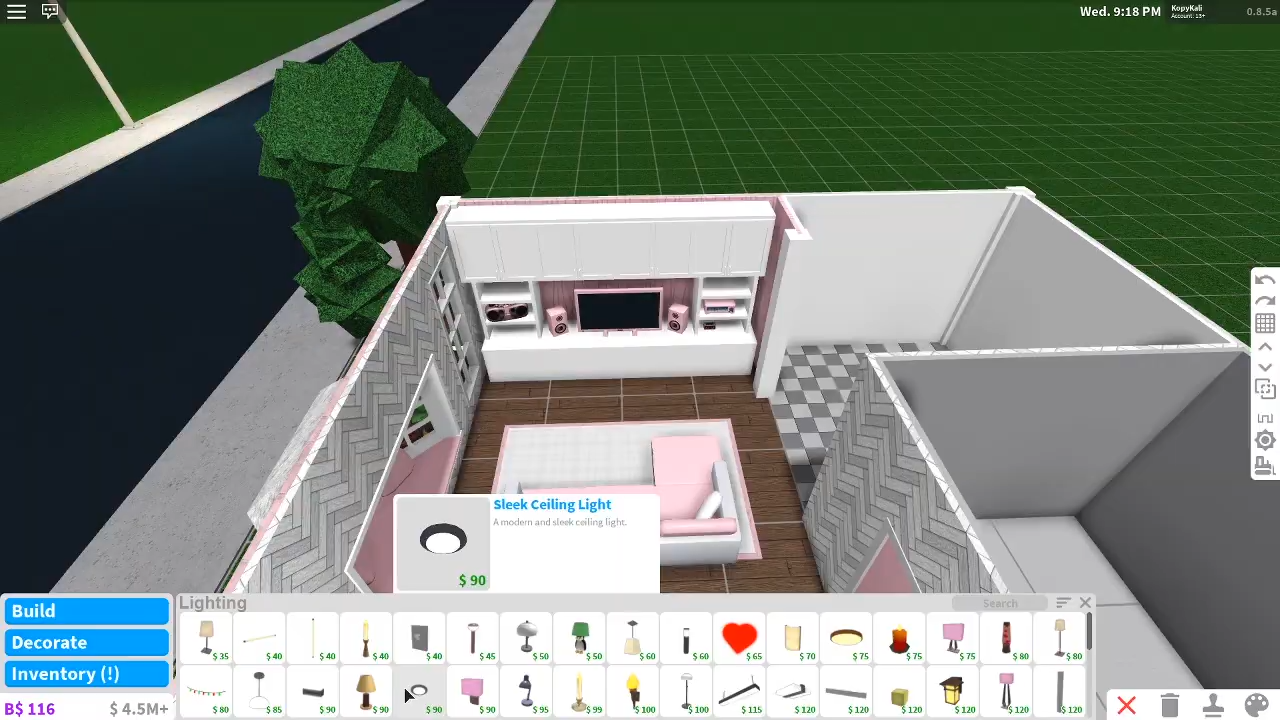 Wed. 9:18 PM
KopyKali
Account: 13+
0.8.5a
Sleek Ceiling Light
A modern and sleek ceiling light.
$ 90
Build
Decorate
Inventory (!)
B$ 116
$ 4.5M+
Lighting
Search
$ 35
$ 40
$ 40
$ 40
$ 40
$ 45
$ 50
$ 50
$ 60
$ 60
$ 65
$ 70
$ 75
$ 75
$ 75
$ 80
$ 80
$ 80
$ 85
$ 90
$ 90
$ 90
$ 90
$ 95
$ 99
$ 100
$ 100
$ 115
$ 120
$ 120
$ 120
$ 120
$ 120
$ 120